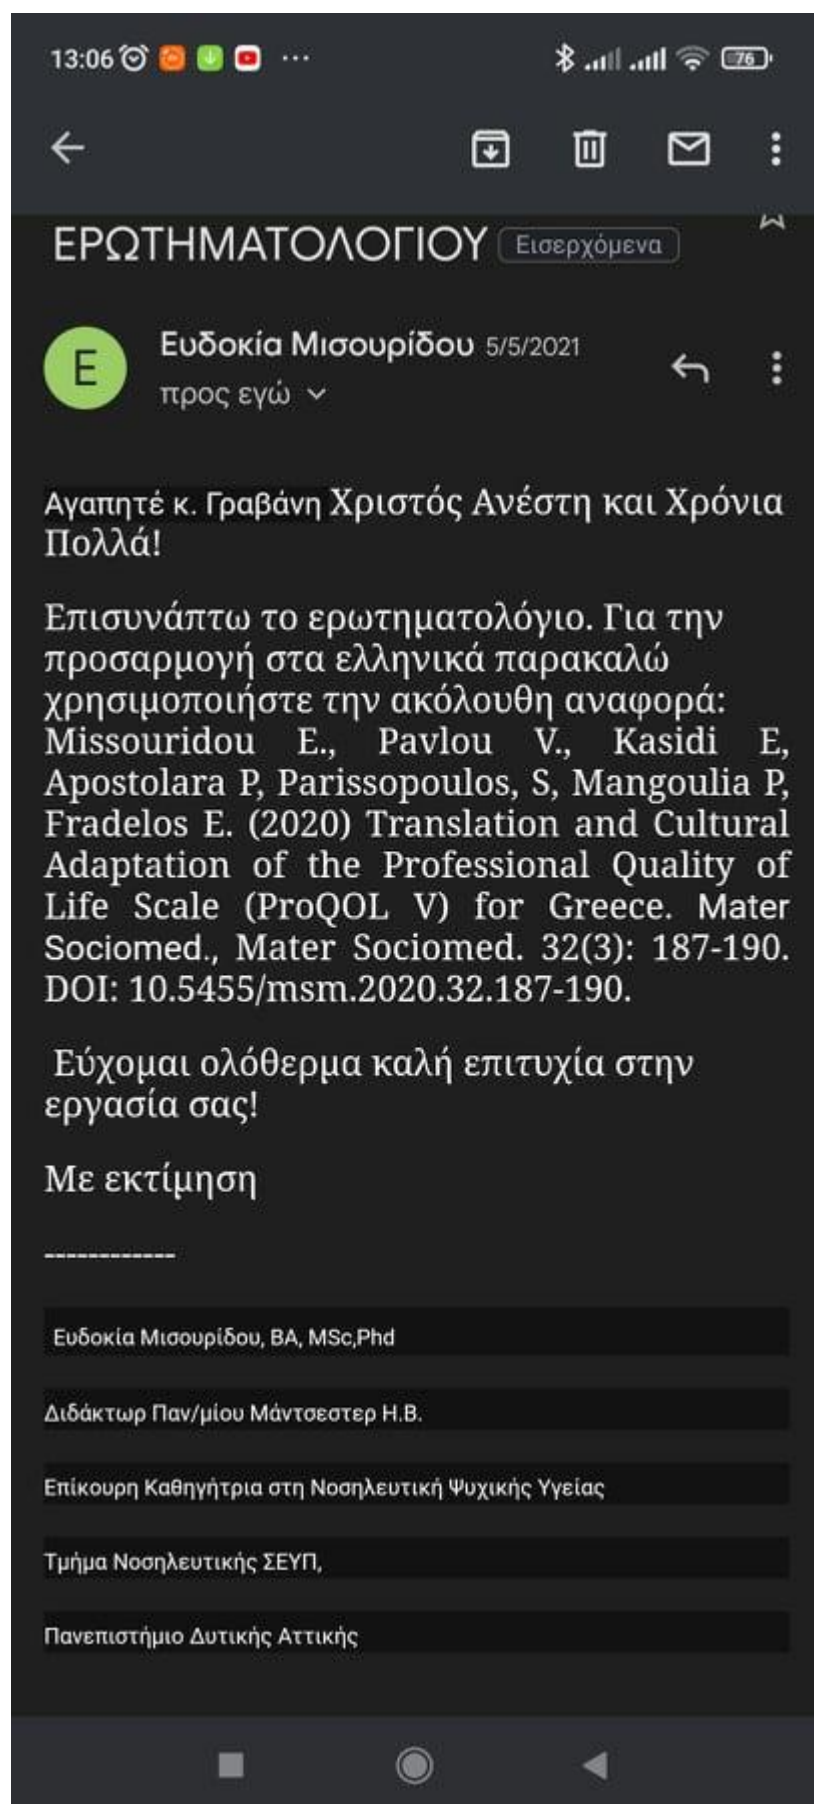 13:06 76
ΕΡΩΤΗΜΑΤΟΛΟΓΙΟΥ Εισερχόμενα
E Ευδοκία Μισουρίδου 5/5/2021
προς εγώ
Αγαπητέ κ. Γραβάνη Χριστός Ανέστη και Χρόνια
Πολλά!
Επισυνάπτω το ερωτηματολόγιο. Για την
προσαρμογή στα ελληνικά παρακαλώ
χρησιμοποιήστε την ακόλουθη αναφορά:
Missouridou E., Pavlou V., Kasidi E,
Apostolara P, Parissopoulos, S, Mangoulia P,
Fradelos E. (2020) Translation and Cultural
Adaptation of the Professional Quality of
Life Scale (ProQOL V) for Greece. Mater
Sociomed., Mater Sociomed. 32(3): 187-190.
DOI: 10.5455/msm.2020.32.187-190.
Εύχομαι ολόθερμα καλή επιτυχία στην
εργασία σας!
Με εκτίμηση
------------
Ευδοκία Μισουρίδου, BA, MSc,Phd
Διδάκτωρ Παν/μίου Μάντσεστερ Η.Β.
Επίκουρη Καθηγήτρια στη Νοσηλευτική Ψυχικής Υγείας
Τμήμα Νοσηλευτικής ΣΕΥΠ,
Πανεπιστήμιο Δυτικής Αττικής